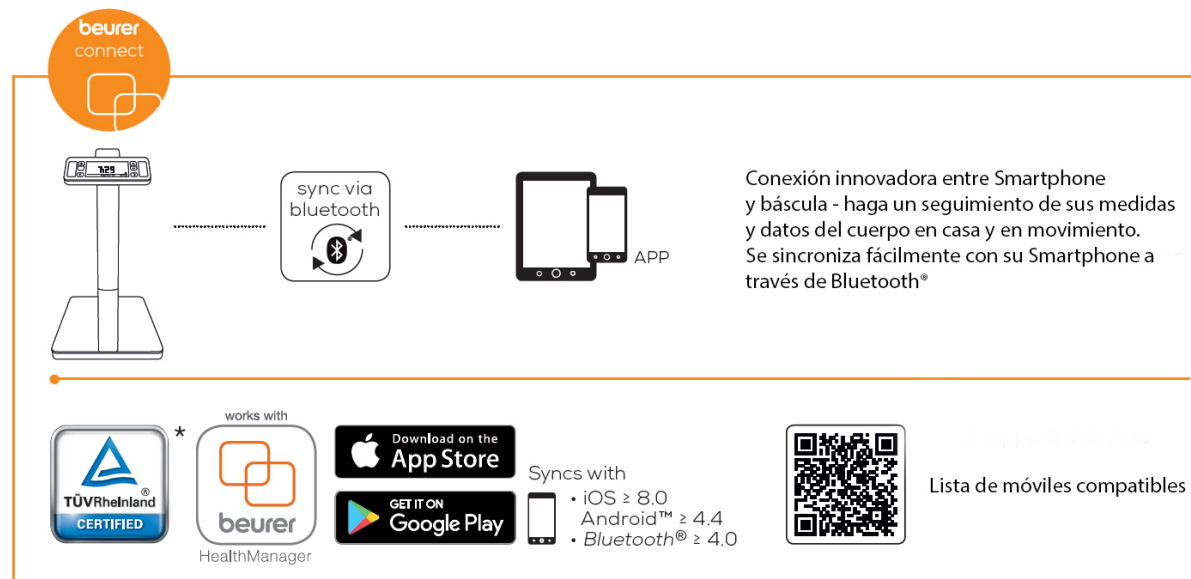 beurer
connect
sync via
bluetooth
APP
Conexión innovadora entre Smartphone
y báscula - haga un seguimiento de sus medidas
y datos del cuerpo en casa y en movimiento.
Se sincroniza fácilmente con su Smartphone a
través de Bluetooth®
works with
TÜVRheinland®
CERTIFIED
*
beurer
HealthManager
Download on the
App Store
GET IT ON
Google Play
Syncs with
• iOS ≥ 8.0
Android™ ≥ 4.4
• Bluetooth® ≥ 4.0
Lista de móviles compatibles